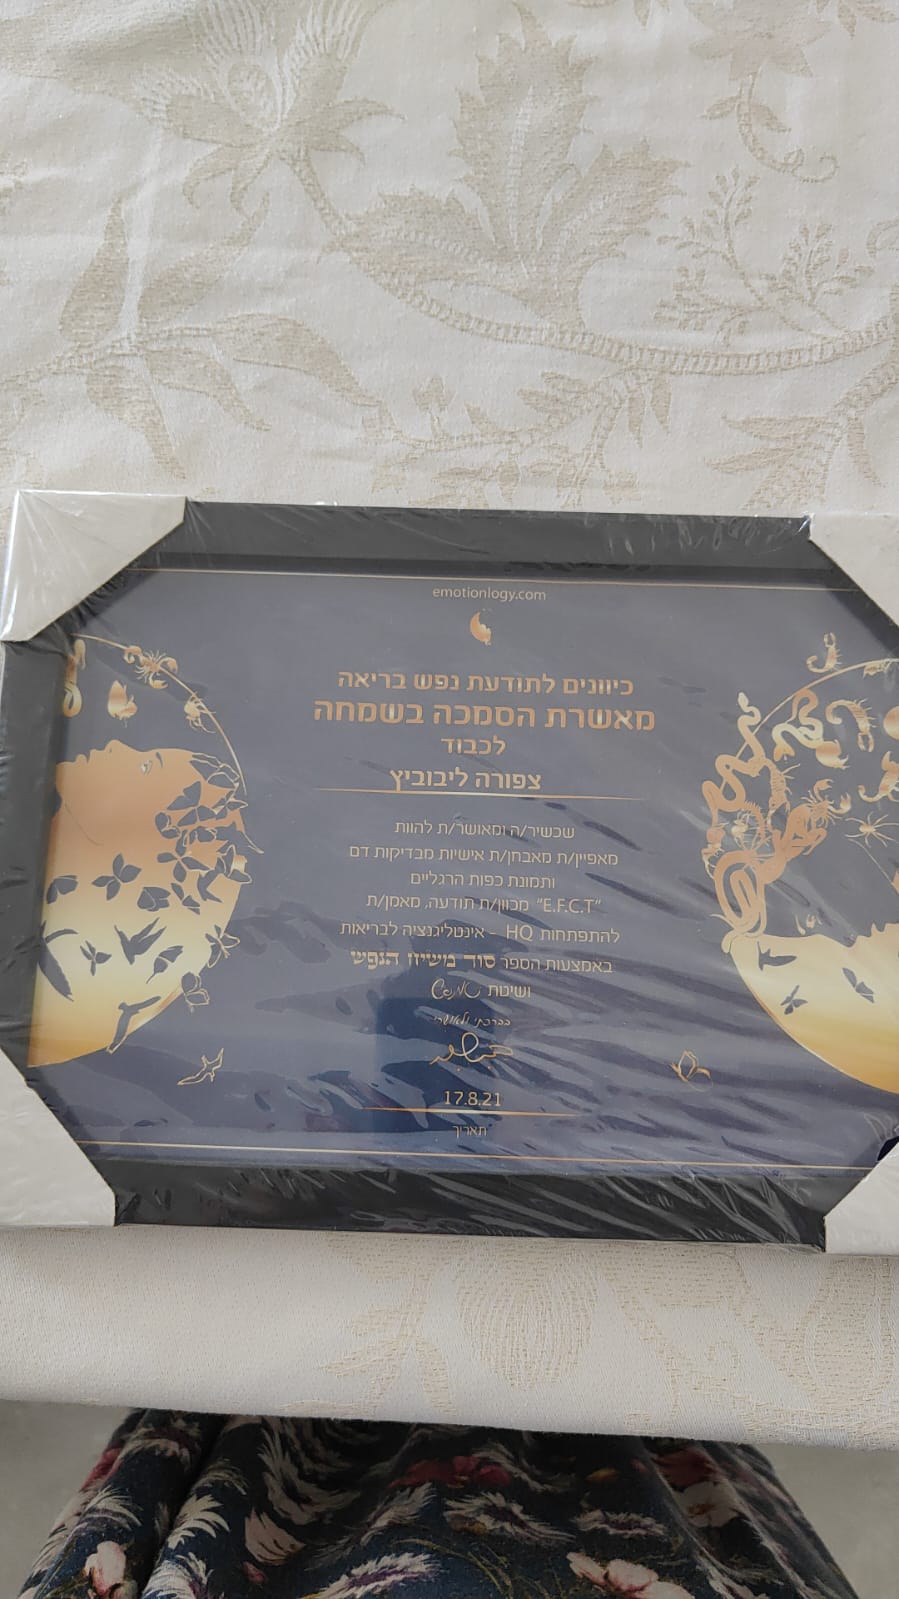 emotionlogy.com
כיוונים לתודעת נפש בריאה
מאשרת הסמכה בשמחה
לכבוד
צפורה ליבוביץ
שכשיר/ה ומאושר/ת להוות
מאפיין/ת מאבחן/ת אישיות מבדיקות דם
ותמונת כפות הרגליים
"E.F.C.T" מכוון/ת תודעה, מאמן/ת
להתפתחות HQ - אינטליגנציה לבריאות
באמצעות הספר סוד משיזן הנפש
ושיטת
17.8.21
תאריך